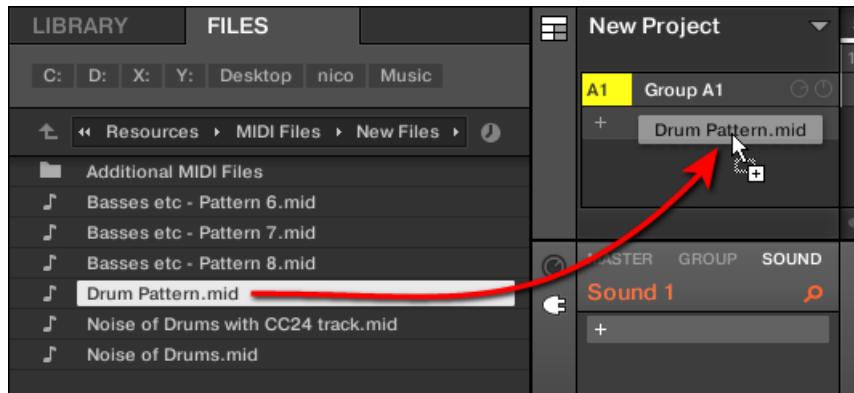 LIBRARY
FILES
C: D: X: Y: Desktop nico Music
Resources MIDI Files New Files
Additional MIDI Files
Basses etc - Pattern 6.mid
Basses etc - Pattern 7.mid
Basses etc - Pattern 8.mid
Drum Pattern.mid
Noise of Drums with CC24 track.mid
Noise of Drums.mid
New Project
A1 Group A1
+ Drum Pattern.mid
MASTER GROUP SOUND
Sound 1
+